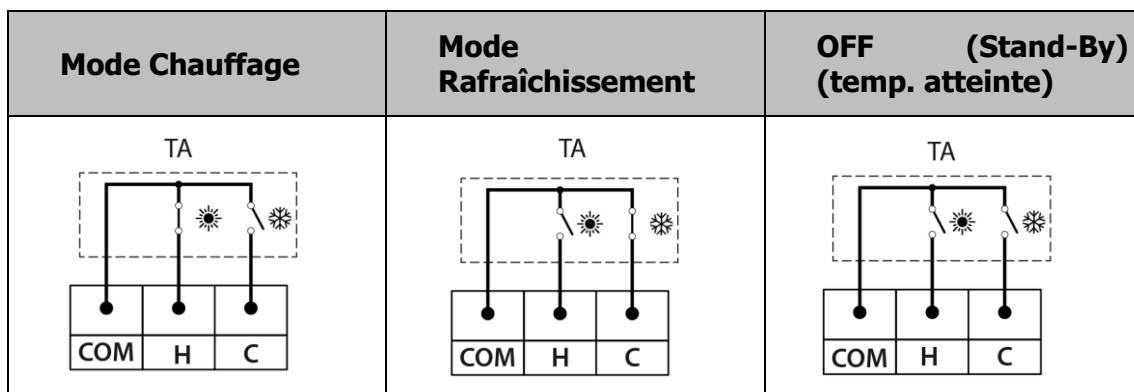 Mode Chauffage
Mode
Rafraîchissement
OFF (Stand-By)
(temp. atteinte)
TA
COM H C
TA
COM H C
TA
COM H C